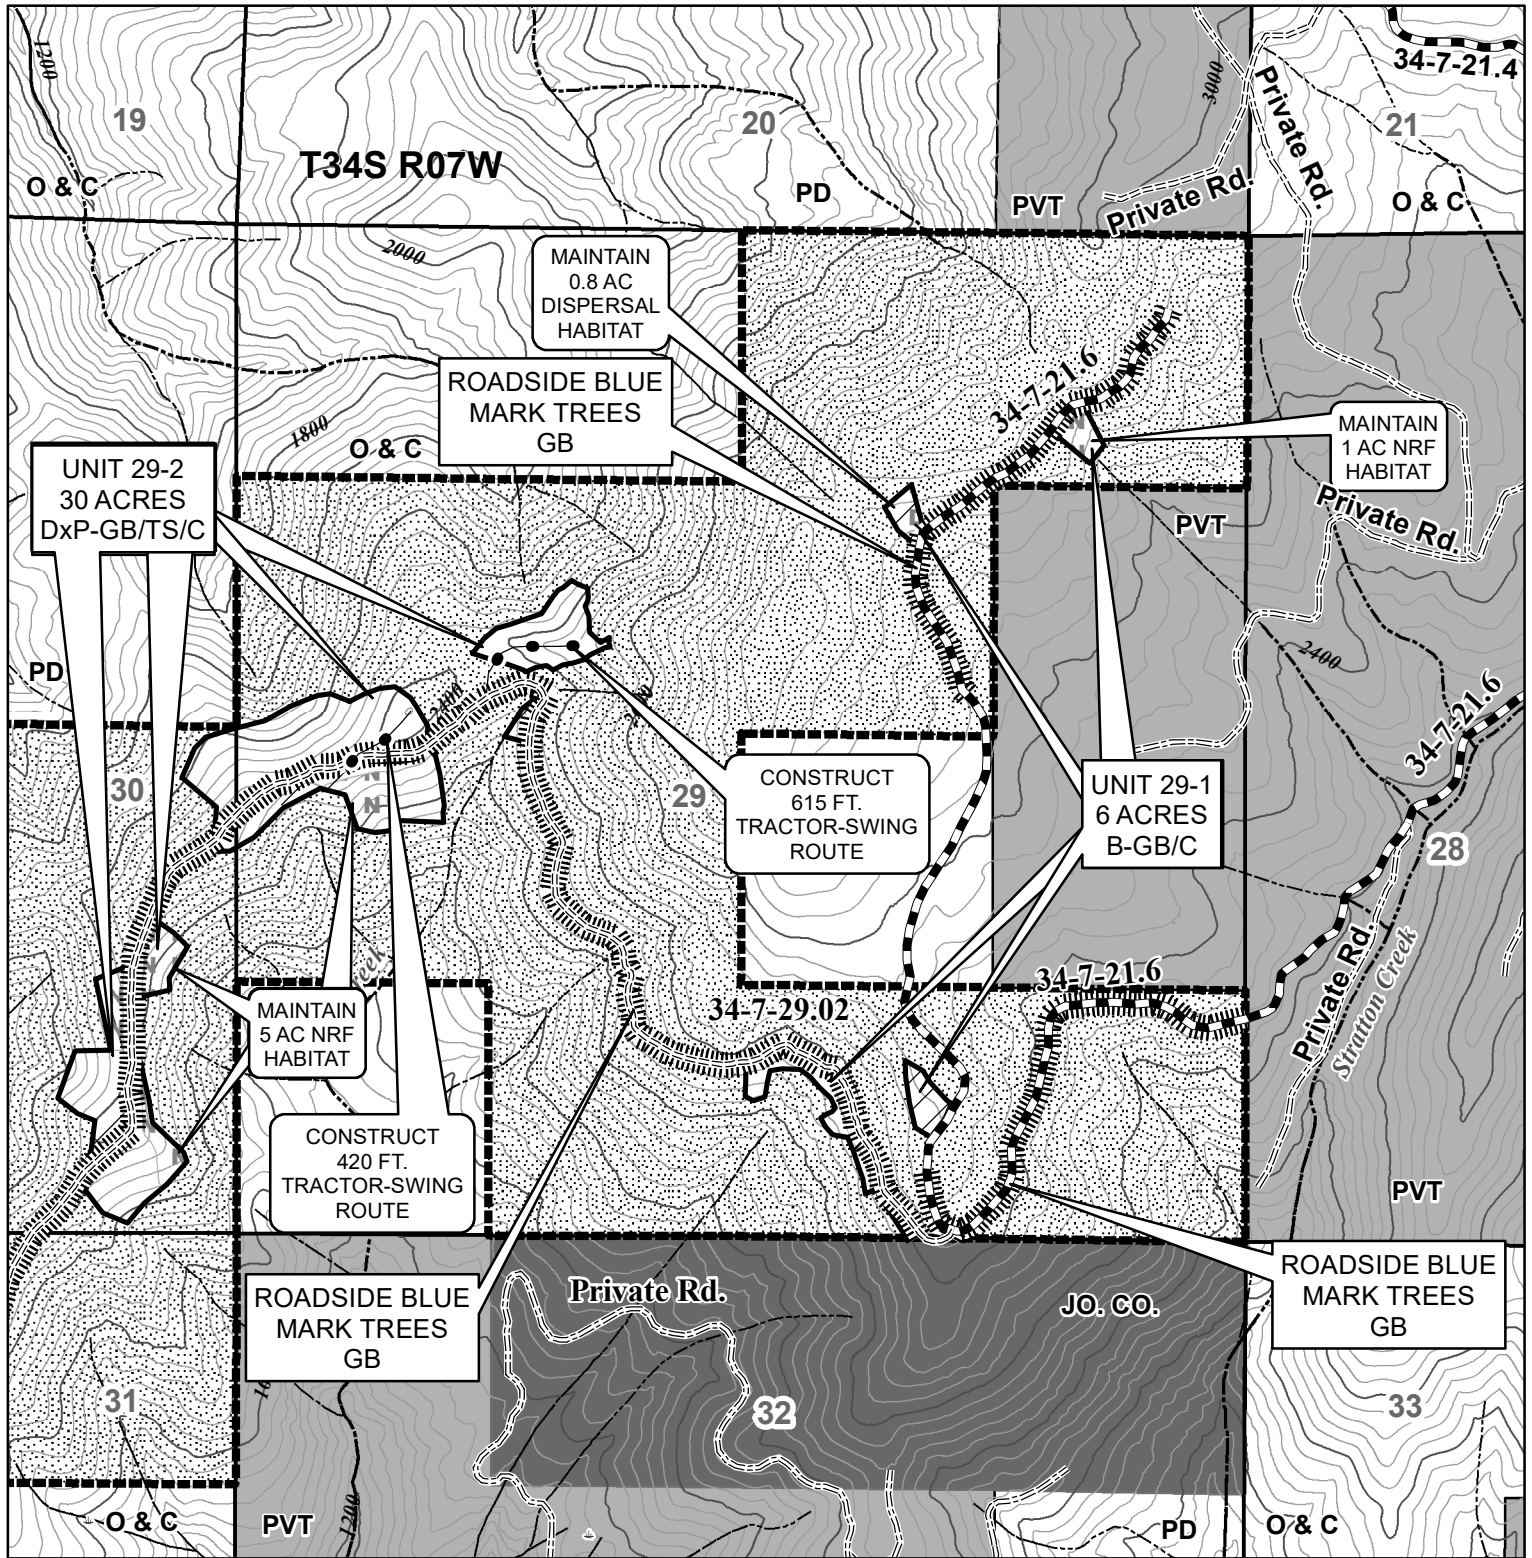 1200
34-7-21.4
3000
19
20
21
Private Rd.
T34S R07W
O & C
PD
PVT
Private Rd.
O & C
2000
MAINTAIN
0.8 AC
DISPERSAL
HABITAT
34-7-21.6
ROADSIDE BLUE
MARK TREES
GB
1800
O & C
MAINTAIN
1 AC NRF
HABITAT
N
UNIT 29-2
30 ACRES
DxP-GB/TS/C
PVT
Private Rd.
2400
PD
2400
34-7-21.6
30
N
N
29
CONSTRUCT
615 FT.
TRACTOR-SWING
ROUTE
UNIT 29-1
6 ACRES
B-GB/C
28
N
eek
34-7-21.6
Private Rd.
Stratton Creek
34-7-29.02
MAINTAIN
5 AC NRF
HABITAT
CONSTRUCT
420 FT.
TRACTOR-SWING
ROUTE
PVT
ROADSIDE BLUE
MARK TREES
GB
Private Rd.
JO. CO.
ROADSIDE BLUE
MARK TREES
GB
31
32
33
O & C
PVT
1200
PD
O & C